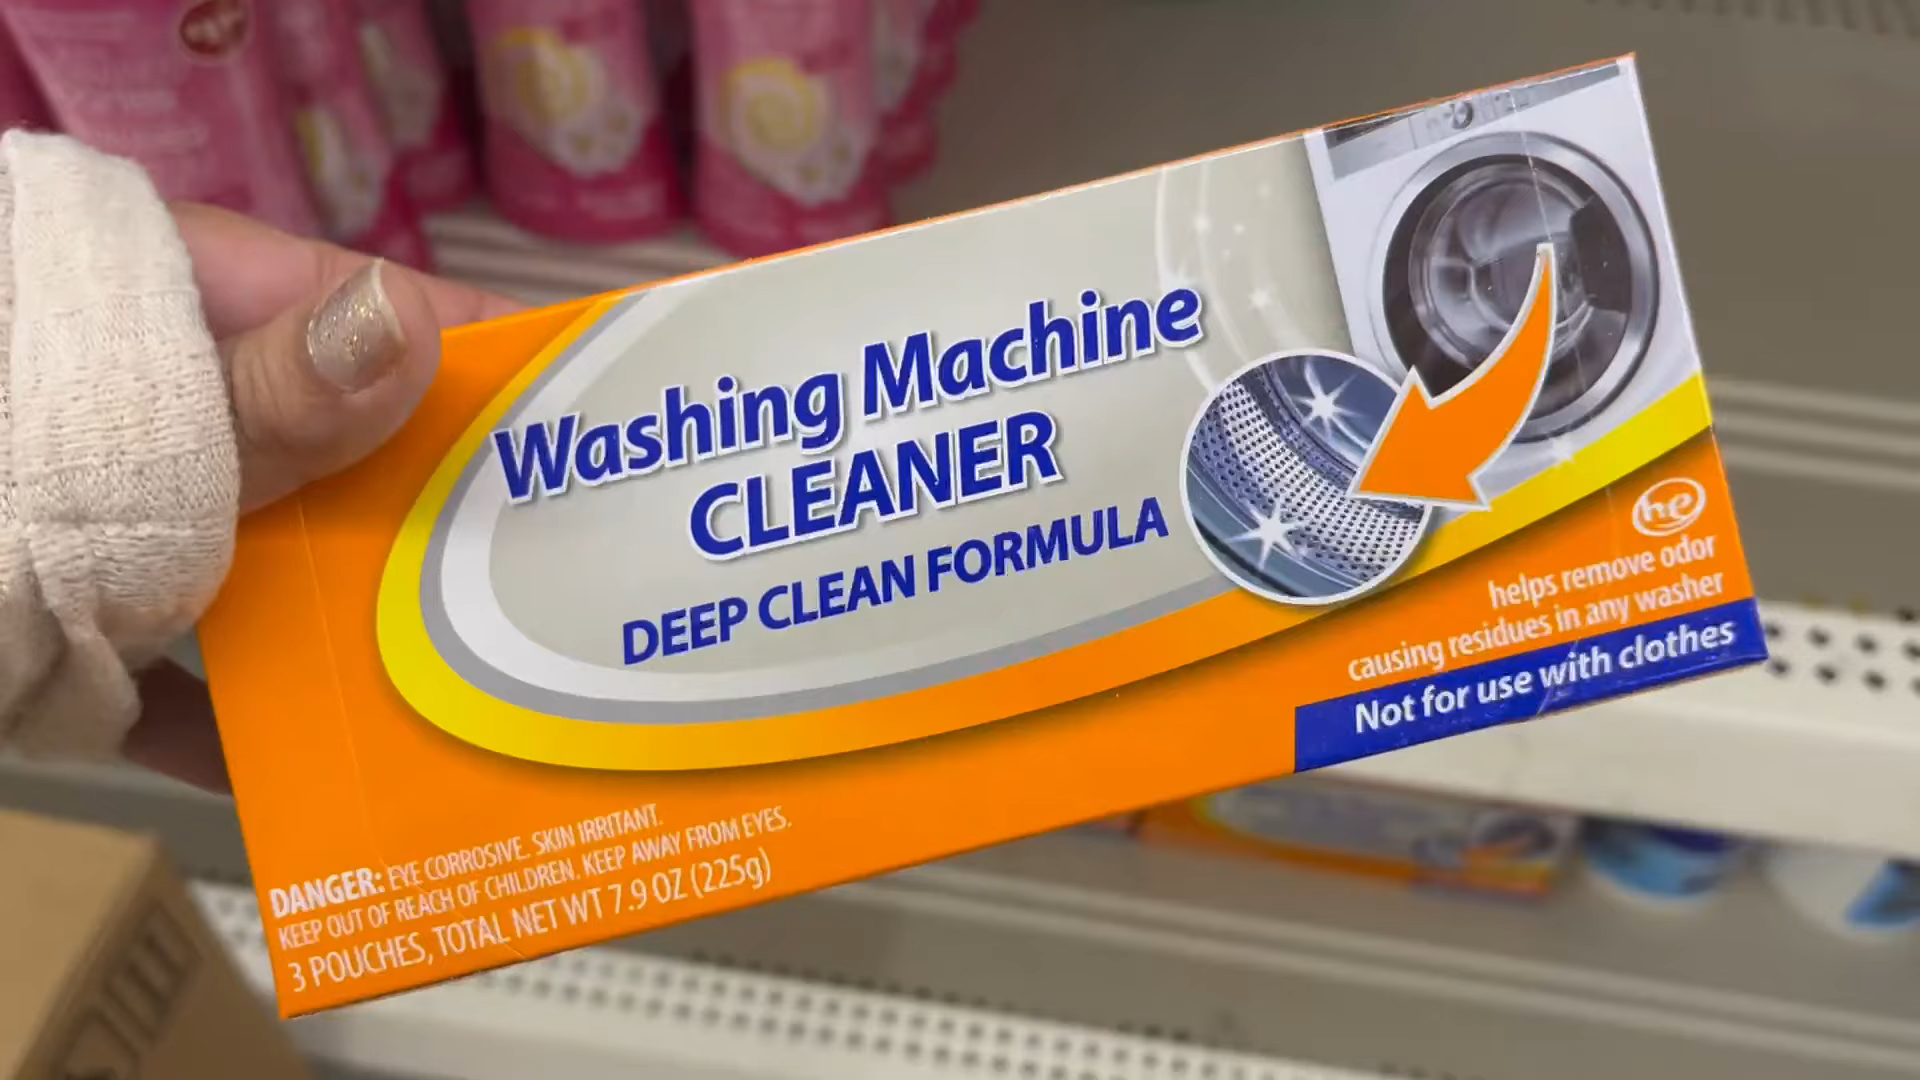 Washing Machine
CLEANER
DEEP CLEAN FORMULA
he
helps remove odor
causing residues in any washer
Not for use with clothes
DANGER: EYE CORROSIVE. SKIN IRRITANT.
KEEP OUT OF REACH OF CHILDREN. KEEP AWAY FROM EYES.
3 POUCHES, TOTAL NET WT 7.9 OZ (225g)